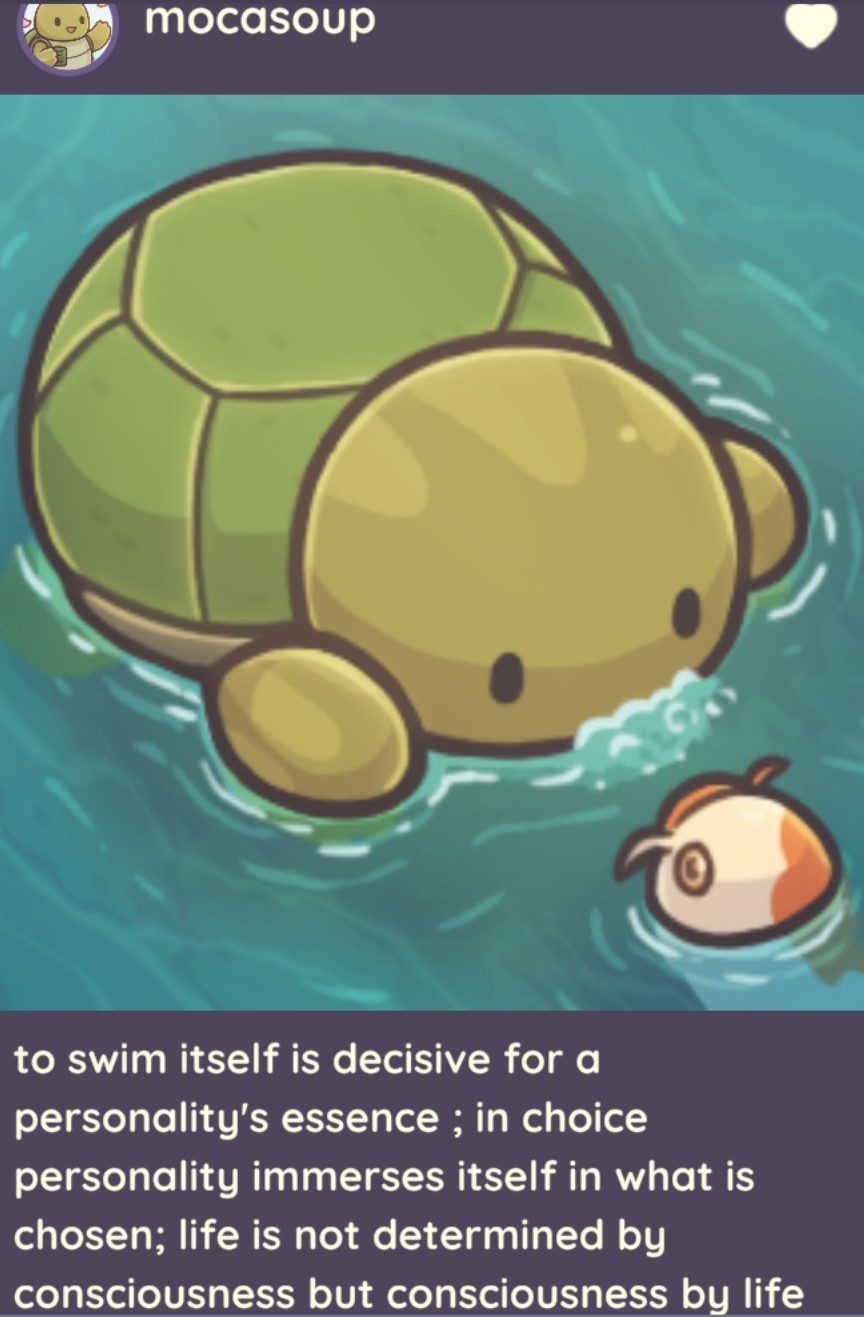 mocasoup
to swim itself is decisive for a
personality's essence ; in choice
personality immerses itself in what is
chosen; life is not determined by
consciousness but consciousness by life